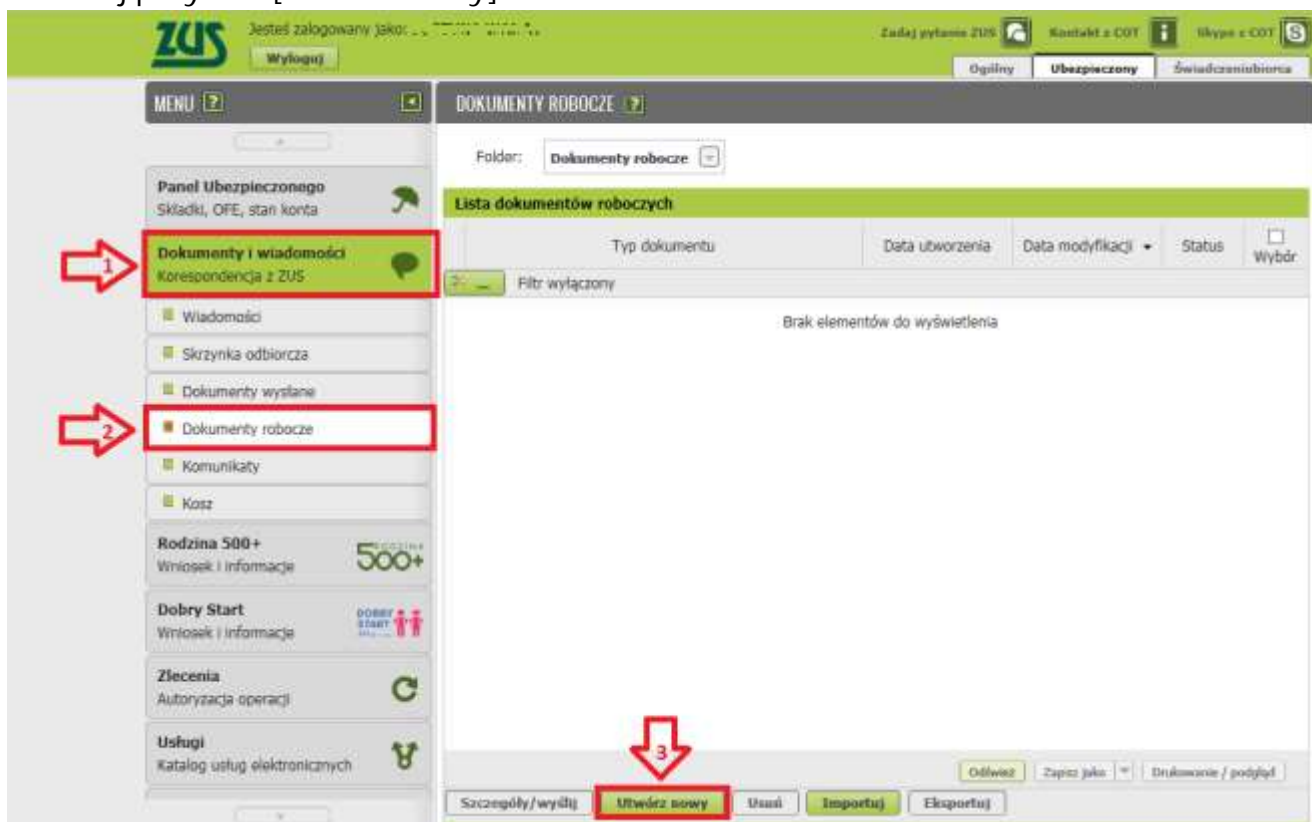 ZUS
Jesteś zalogowany jako:
Wyloguj
Zadaj pytanie ZUS
Kontakt z COT
Skype z COT
Ogólny
Ubezpieczony
Świadczeniobiorca
MENU ?
DOKUMENTY ROBOCZE ?
Folder: Dokumenty robocze
Panel Ubezpieczonego
Składki, OFE, stan konta
Lista dokumentów roboczych
Typ dokumentu
Data utworzenia
Data modyfikacji
Status
Wybór
1
Dokumenty i wiadomości
Korespondencja z ZUS
Filtr wyłączony
Brak elementów do wyświetlenia
Wiadomości
Skrzynka odbiorcza
Dokumenty wysłane
2
Dokumenty robocze
Komunikaty
Kosz
Rodzina 500+
Wniosek i informacje
RODZINA
500+
Dobry Start
Wniosek i informacje
DOBRY
START
Zlecenia
Autoryzacja operacji
Usługi
Katalog usług elektronicznych
3
Odśwież
Zapisz jako
Drukowanie / podgląd
Szczegóły/wyślij
Utwórz nowy
Usuń
Importuj
Eksportuj